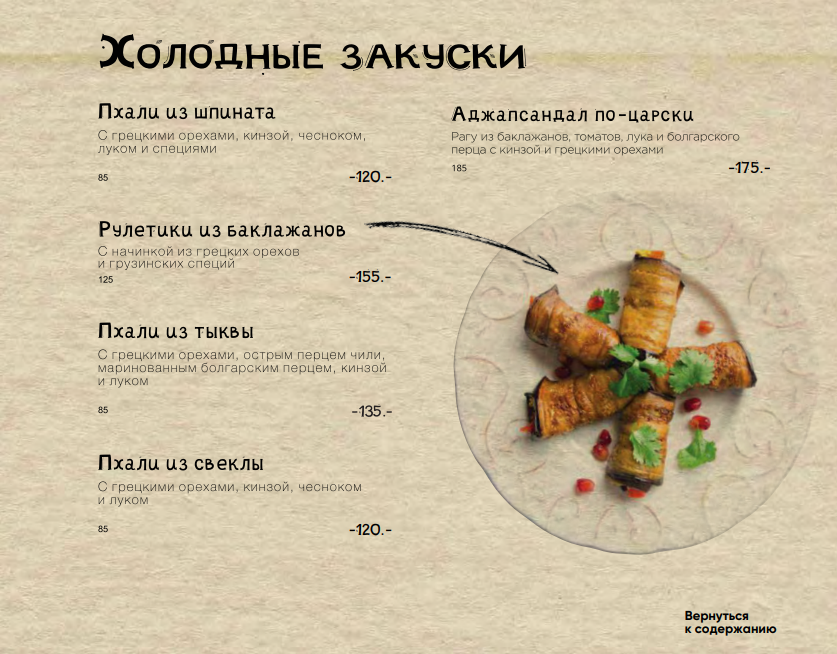 Холодные закуски
Пхали из шпината
С грецкими орехами, кинзой, чесноком,
луком и специями
85
-120.-
Рулетики из баклажанов
С начинкой из грецких орехов
и грузинских специй
125
-155.-
Пхали из тыквы
С грецкими орехами, острым перцем чили,
маринованным болгарским перцем, кинзой
и луком
85
-135.-
Пхали из свеклы
С грецкими орехами, кинзой, чесноком
и луком
85
-120.-
Аджапсандал по-царски
Рагу из баклажанов, томатов, лука и болгарского
перца с кинзой и грецкими орехами
185
-175.-
Вернуться
к содержанию